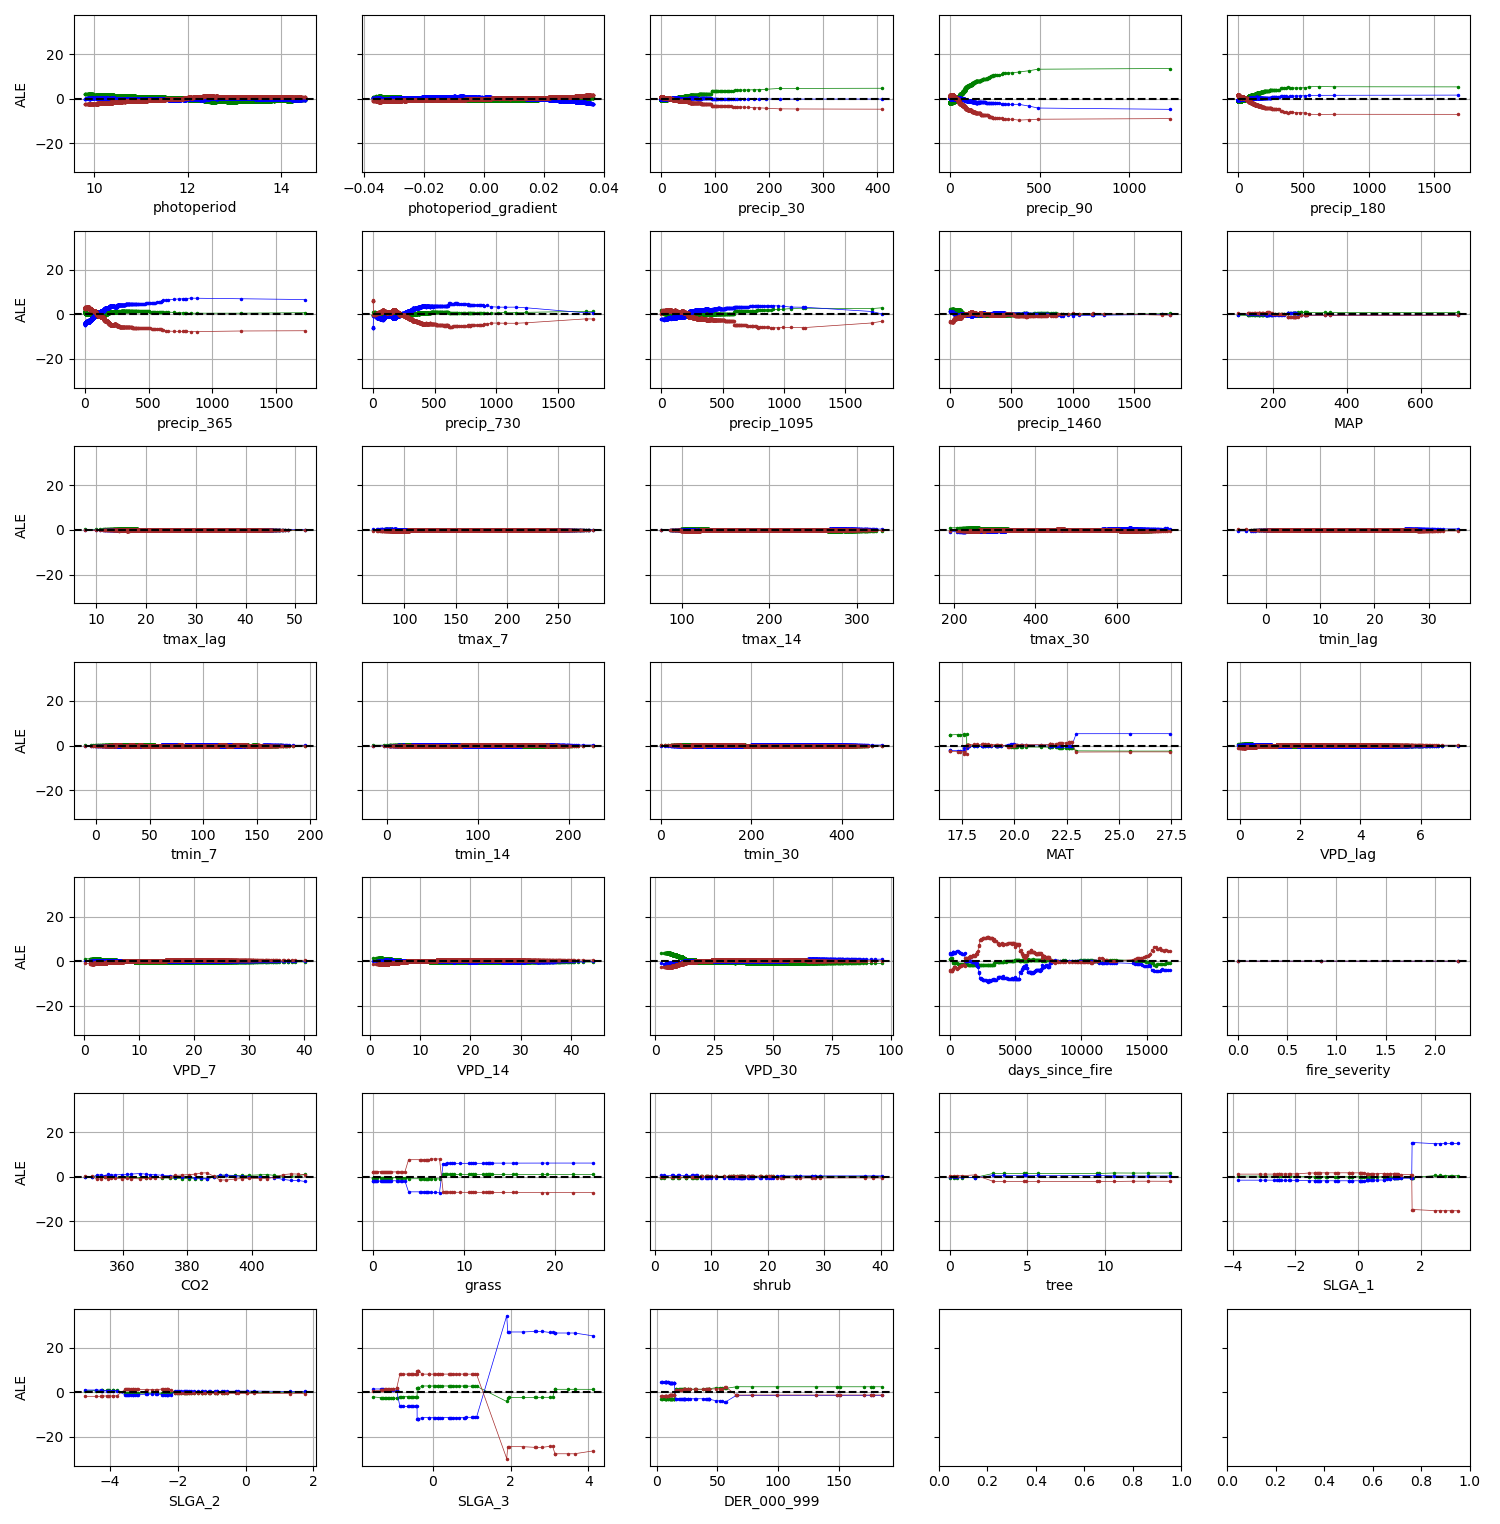 ALE
20
0
−20
10 12 14
photoperiod
−0.04 −0.02 0.00 0.02 0.04
photoperiod_gradient
0 100 200 300 400
precip_30
0 500 1000
precip_90
0 500 1000 1500
precip_180
ALE
20
0
−20
0 500 1000 1500
precip_365
0 500 1000 1500
precip_730
0 500 1000 1500
precip_1095
0 500 1000 1500
precip_1460
200 400 600
MAP
ALE
20
0
−20
10 20 30 40 50
tmax_lag
100 150 200 250
tmax_7
100 200 300
tmax_14
200 400 600
tmax_30
0 10 20 30
tmin_lag
ALE
20
0
−20
0 50 100 150 200
tmin_7
0 100 200
tmin_14
0 200 400
tmin_30
17.5 20.0 22.5 25.0 27.5
MAT
0 2 4 6
VPD_lag
ALE
20
0
−20
0 10 20 30 40
VPD_7
0 10 20 30 40
VPD_14
0 25 50 75 100
VPD_30
0 5000 10000 15000
days_since_fire
0.0 0.5 1.0 1.5 2.0
fire_severity
ALE
20
0
−20
360 380 400
CO2
0 10 20
grass
0 10 20 30 40
shrub
0 5 10
tree
−4 −2 0 2
SLGA_1
ALE
20
0
−20
−4 −2 0 2
SLGA_2
0 2 4
SLGA_3
0 50 100 150
DER_000_999
0.0 0.2 0.4 0.6 0.8 1.0
0.0 0.2 0.4 0.6 0.8 1.0